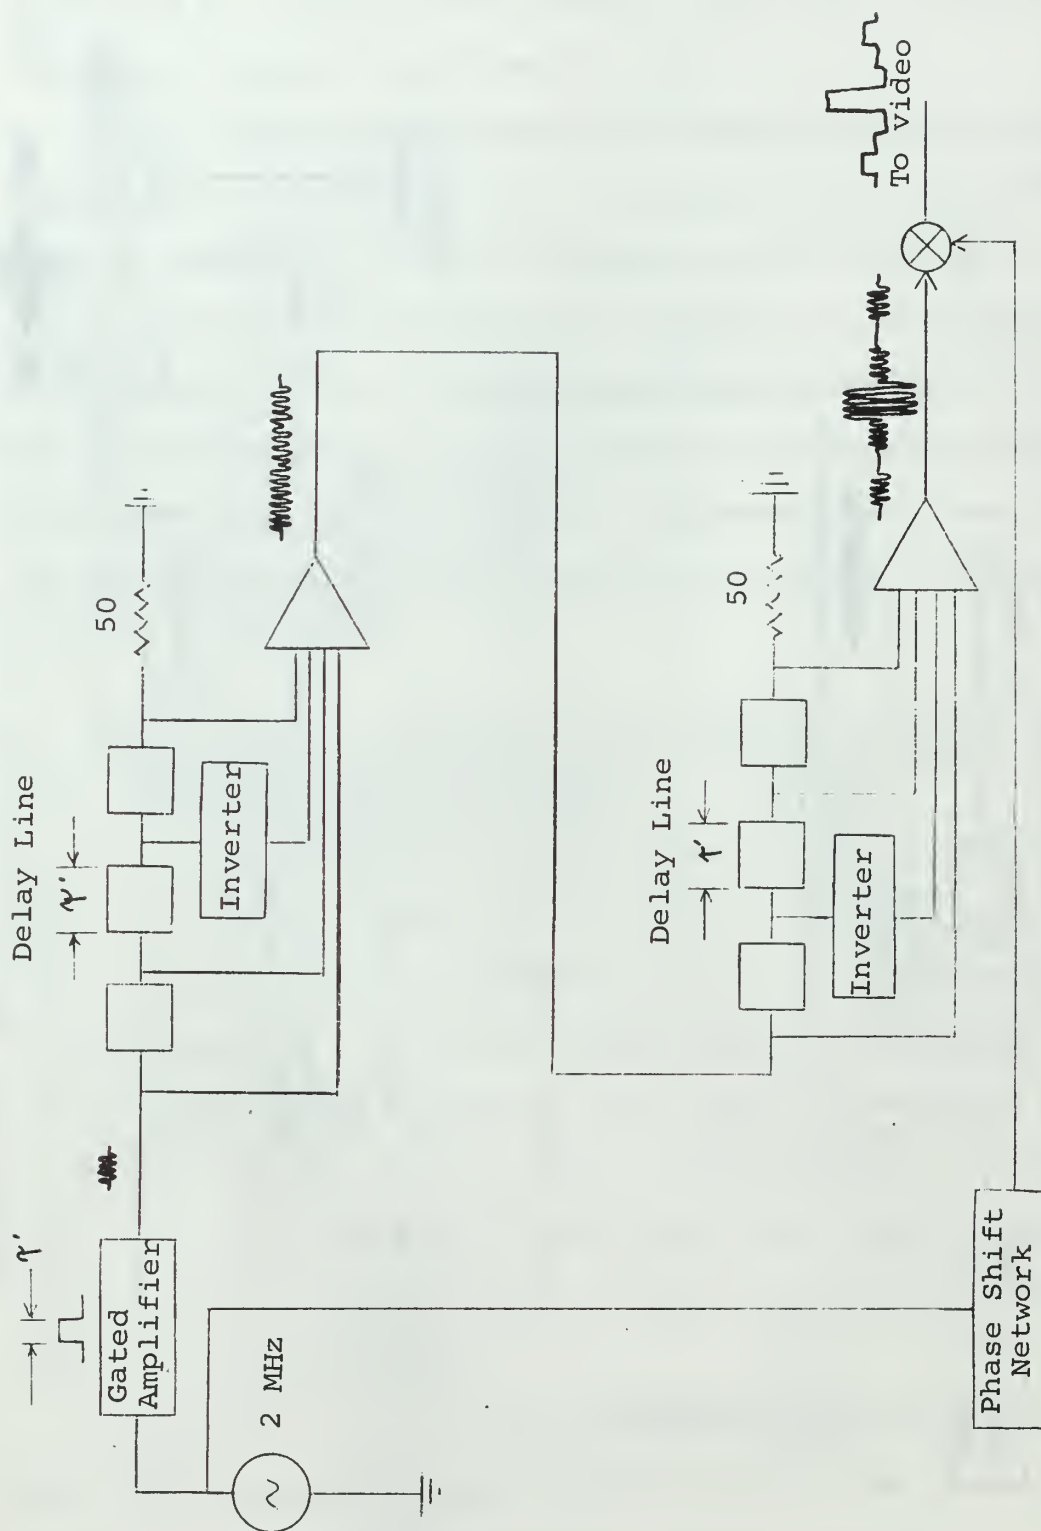 Delay Line
τ'
50
Inverter
τ'
Gated
Amplifier
2 MHz
Delay Line
τ'
50
Inverter
To video
Phase Shift
Network